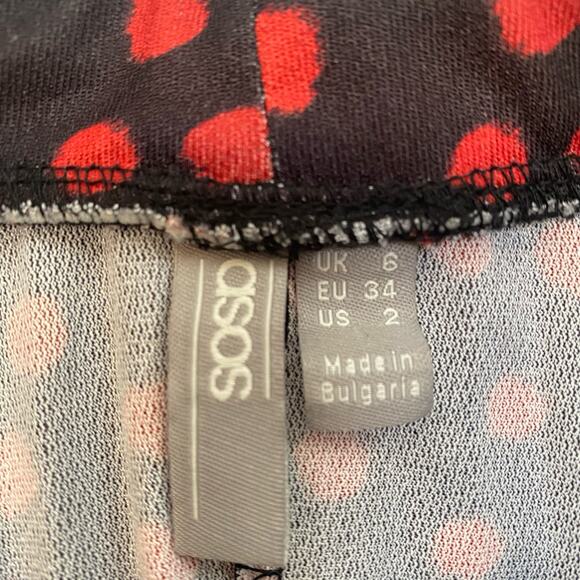 asos
UK 6
EU 34
US 2
Made in
Bulgaria